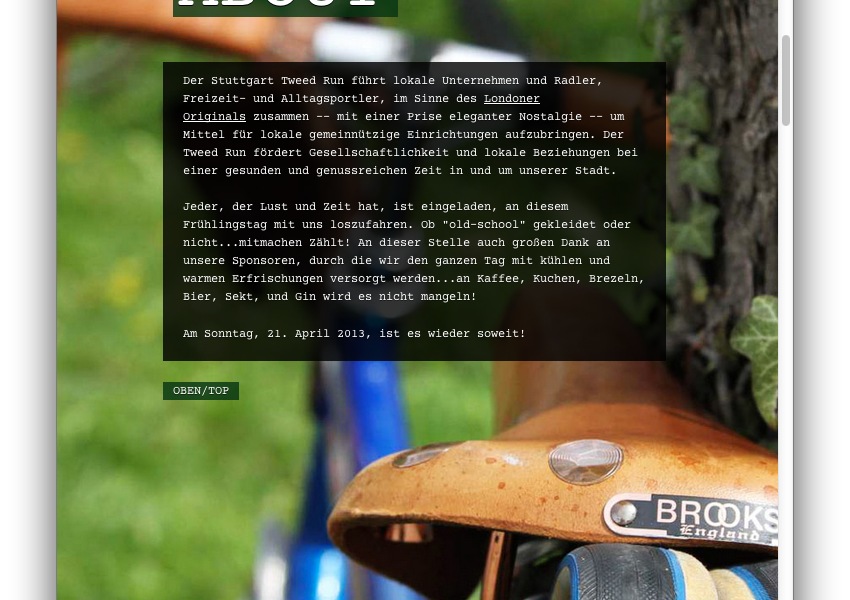 ABOUT
Der Stuttgart Tweed Run führt lokale Unternehmen und Radler,
Freizeit- und Alltagsportler, im Sinne des Londoner
Originals zusammen -- mit einer Prise eleganter Nostalgie -- um
Mittel für lokale gemeinnützige Einrichtungen aufzubringen. Der
Tweed Run fördert Gesellschaftlichkeit und lokale Beziehungen bei
einer gesunden und genussreichen Zeit in und um unserer Stadt.
Jeder, der Lust und Zeit hat, ist eingeladen, an diesem
Frühlingstag mit uns loszufahren. Ob "old-school" gekleidet oder
nicht...mitmachen Zählt! An dieser Stelle auch großen Dank an
unsere Sponsoren, durch die wir den ganzen Tag mit kühlen und
warmen Erfrischungen versorgt werden...an Kaffee, Kuchen, Brezeln,
Bier, Sekt, und Gin wird es nicht mangeln!
Am Sonntag, 21. April 2013, ist es wieder soweit!
OBEN/TOP
BROOKS
England